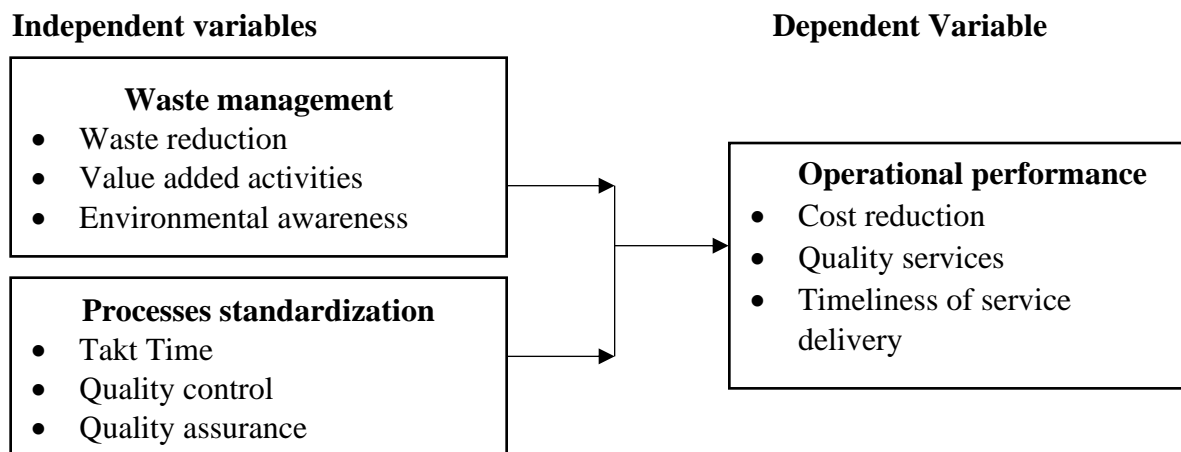 Independent variables
Dependent Variable
Waste management
• Waste reduction
• Value added activities
• Environmental awareness
Processes standardization
• Takt Time
• Quality control
• Quality assurance
Operational performance
• Cost reduction
• Quality services
• Timeliness of service
delivery